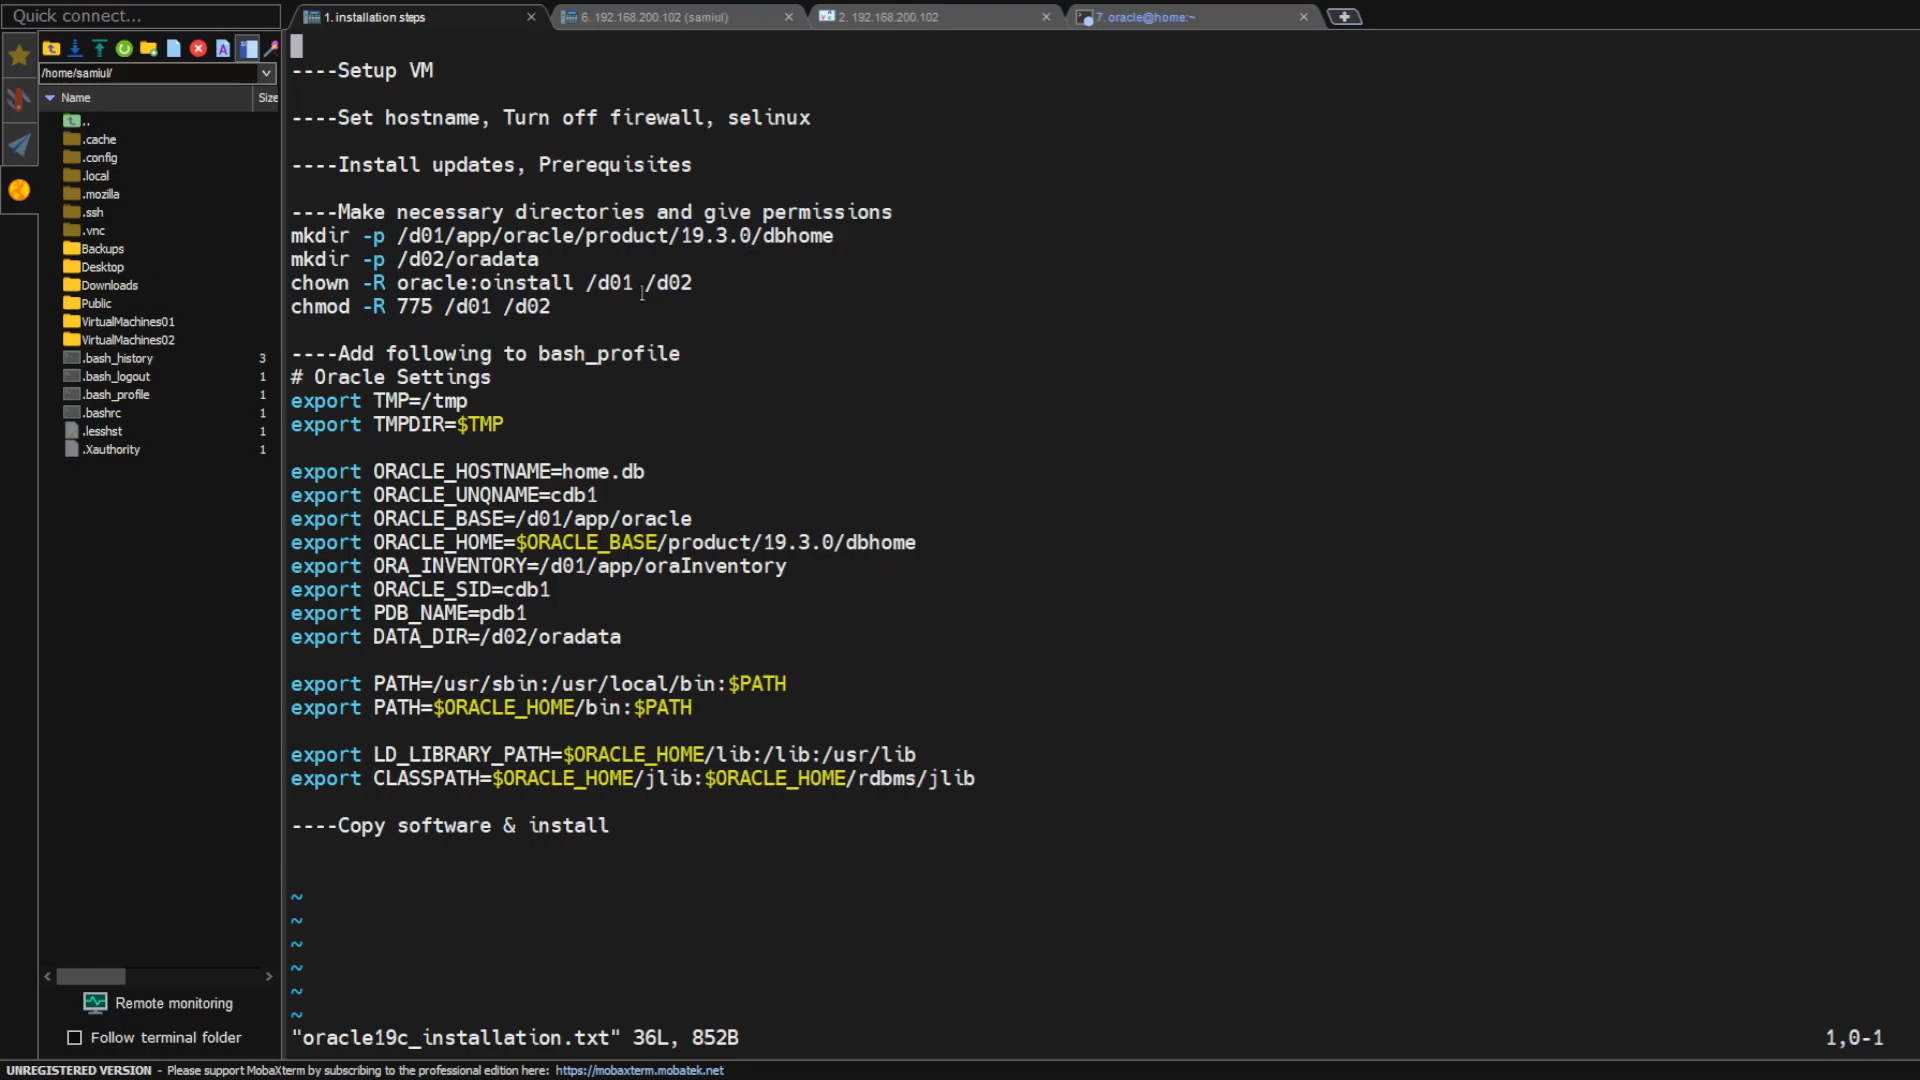 Quick connect...
1. installation steps
6. 192.168.200.102 (samiul)
2. 192.168.200.102
7. oracle@home:~
/home/samiul/
Name
Size
..
.cache
.config
.local
.mozilla
.ssh
.vnc
Backups
Desktop
Downloads
Public
VirtualMachines01
VirtualMachines02
.bash_history 3
.bash_logout 1
.bash_profile 1
.bashrc 1
.lesshst 1
.Xauthority 1
Remote monitoring
Follow terminal folder
----Setup VM
----Set hostname, Turn off firewall, selinux
----Install updates, Prerequisites
----Make necessary directories and give permissions
mkdir -p /d01/app/oracle/product/19.3.0/dbhome
mkdir -p /d02/oradata
chown -R oracle:oinstall /d01 /d02
chmod -R 775 /d01 /d02
----Add following to bash_profile
# Oracle Settings
export TMP=/tmp
export TMPDIR=$TMP
export ORACLE_HOSTNAME=home.db
export ORACLE_UNQNAME=cdb1
export ORACLE_BASE=/d01/app/oracle
export ORACLE_HOME=$ORACLE_BASE/product/19.3.0/dbhome
export ORA_INVENTORY=/d01/app/oraInventory
export ORACLE_SID=cdb1
export PDB_NAME=pdb1
export DATA_DIR=/d02/oradata
export PATH=/usr/sbin:/usr/local/bin:$PATH
export PATH=$ORACLE_HOME/bin:$PATH
export LD_LIBRARY_PATH=$ORACLE_HOME/lib:/lib:/usr/lib
export CLASSPATH=$ORACLE_HOME/jlib:$ORACLE_HOME/rdbms/jlib
----Copy software & install
~
~
~
~
~
~
"oracle19c_installation.txt" 36L, 852B
1,0-1
UNREGISTERED VERSION - Please support MobaXterm by subscribing to the professional edition here: https://mobaxterm.mobatek.net